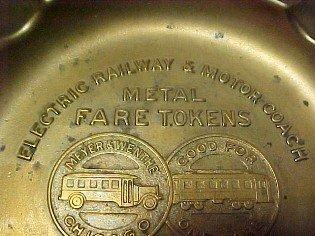 ELECTRIC RAILWAY & MOTOR COACH
METAL
FARE TOKENS
MEYER & WENTHE
CHICAGO
GOOD FOR